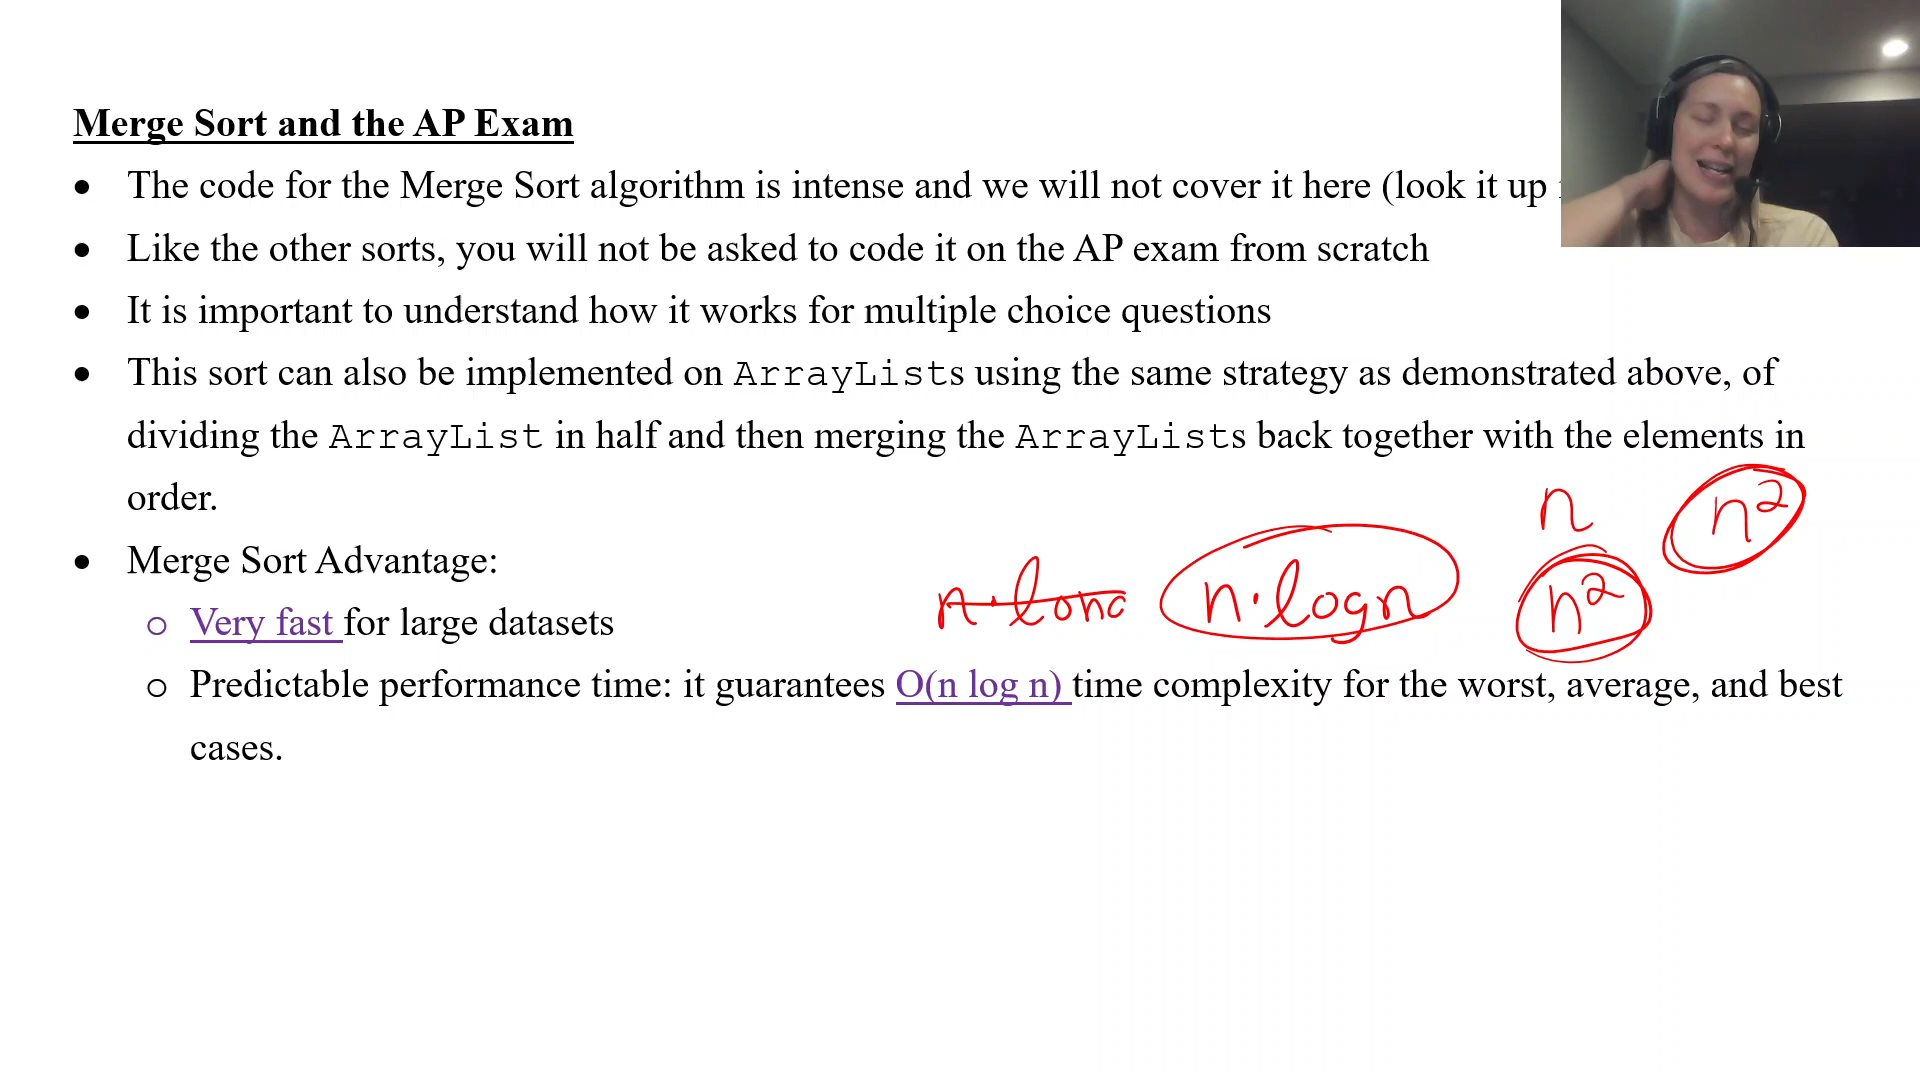 Merge Sort and the AP Exam
• The code for the Merge Sort algorithm is intense and we will not cover it here (look it up
• Like the other sorts, you will not be asked to code it on the AP exam from scratch
• It is important to understand how it works for multiple choice questions
• This sort can also be implemented on ArrayLists using the same strategy as demonstrated above, of
dividing the ArrayList in half and then merging the ArrayLists back together with the elements in
order.
n n²
• Merge Sort Advantage:
n·log n n²
o Very fast for large datasets
o Predictable performance time: it guarantees O(n log n) time complexity for the worst, average, and best
cases.